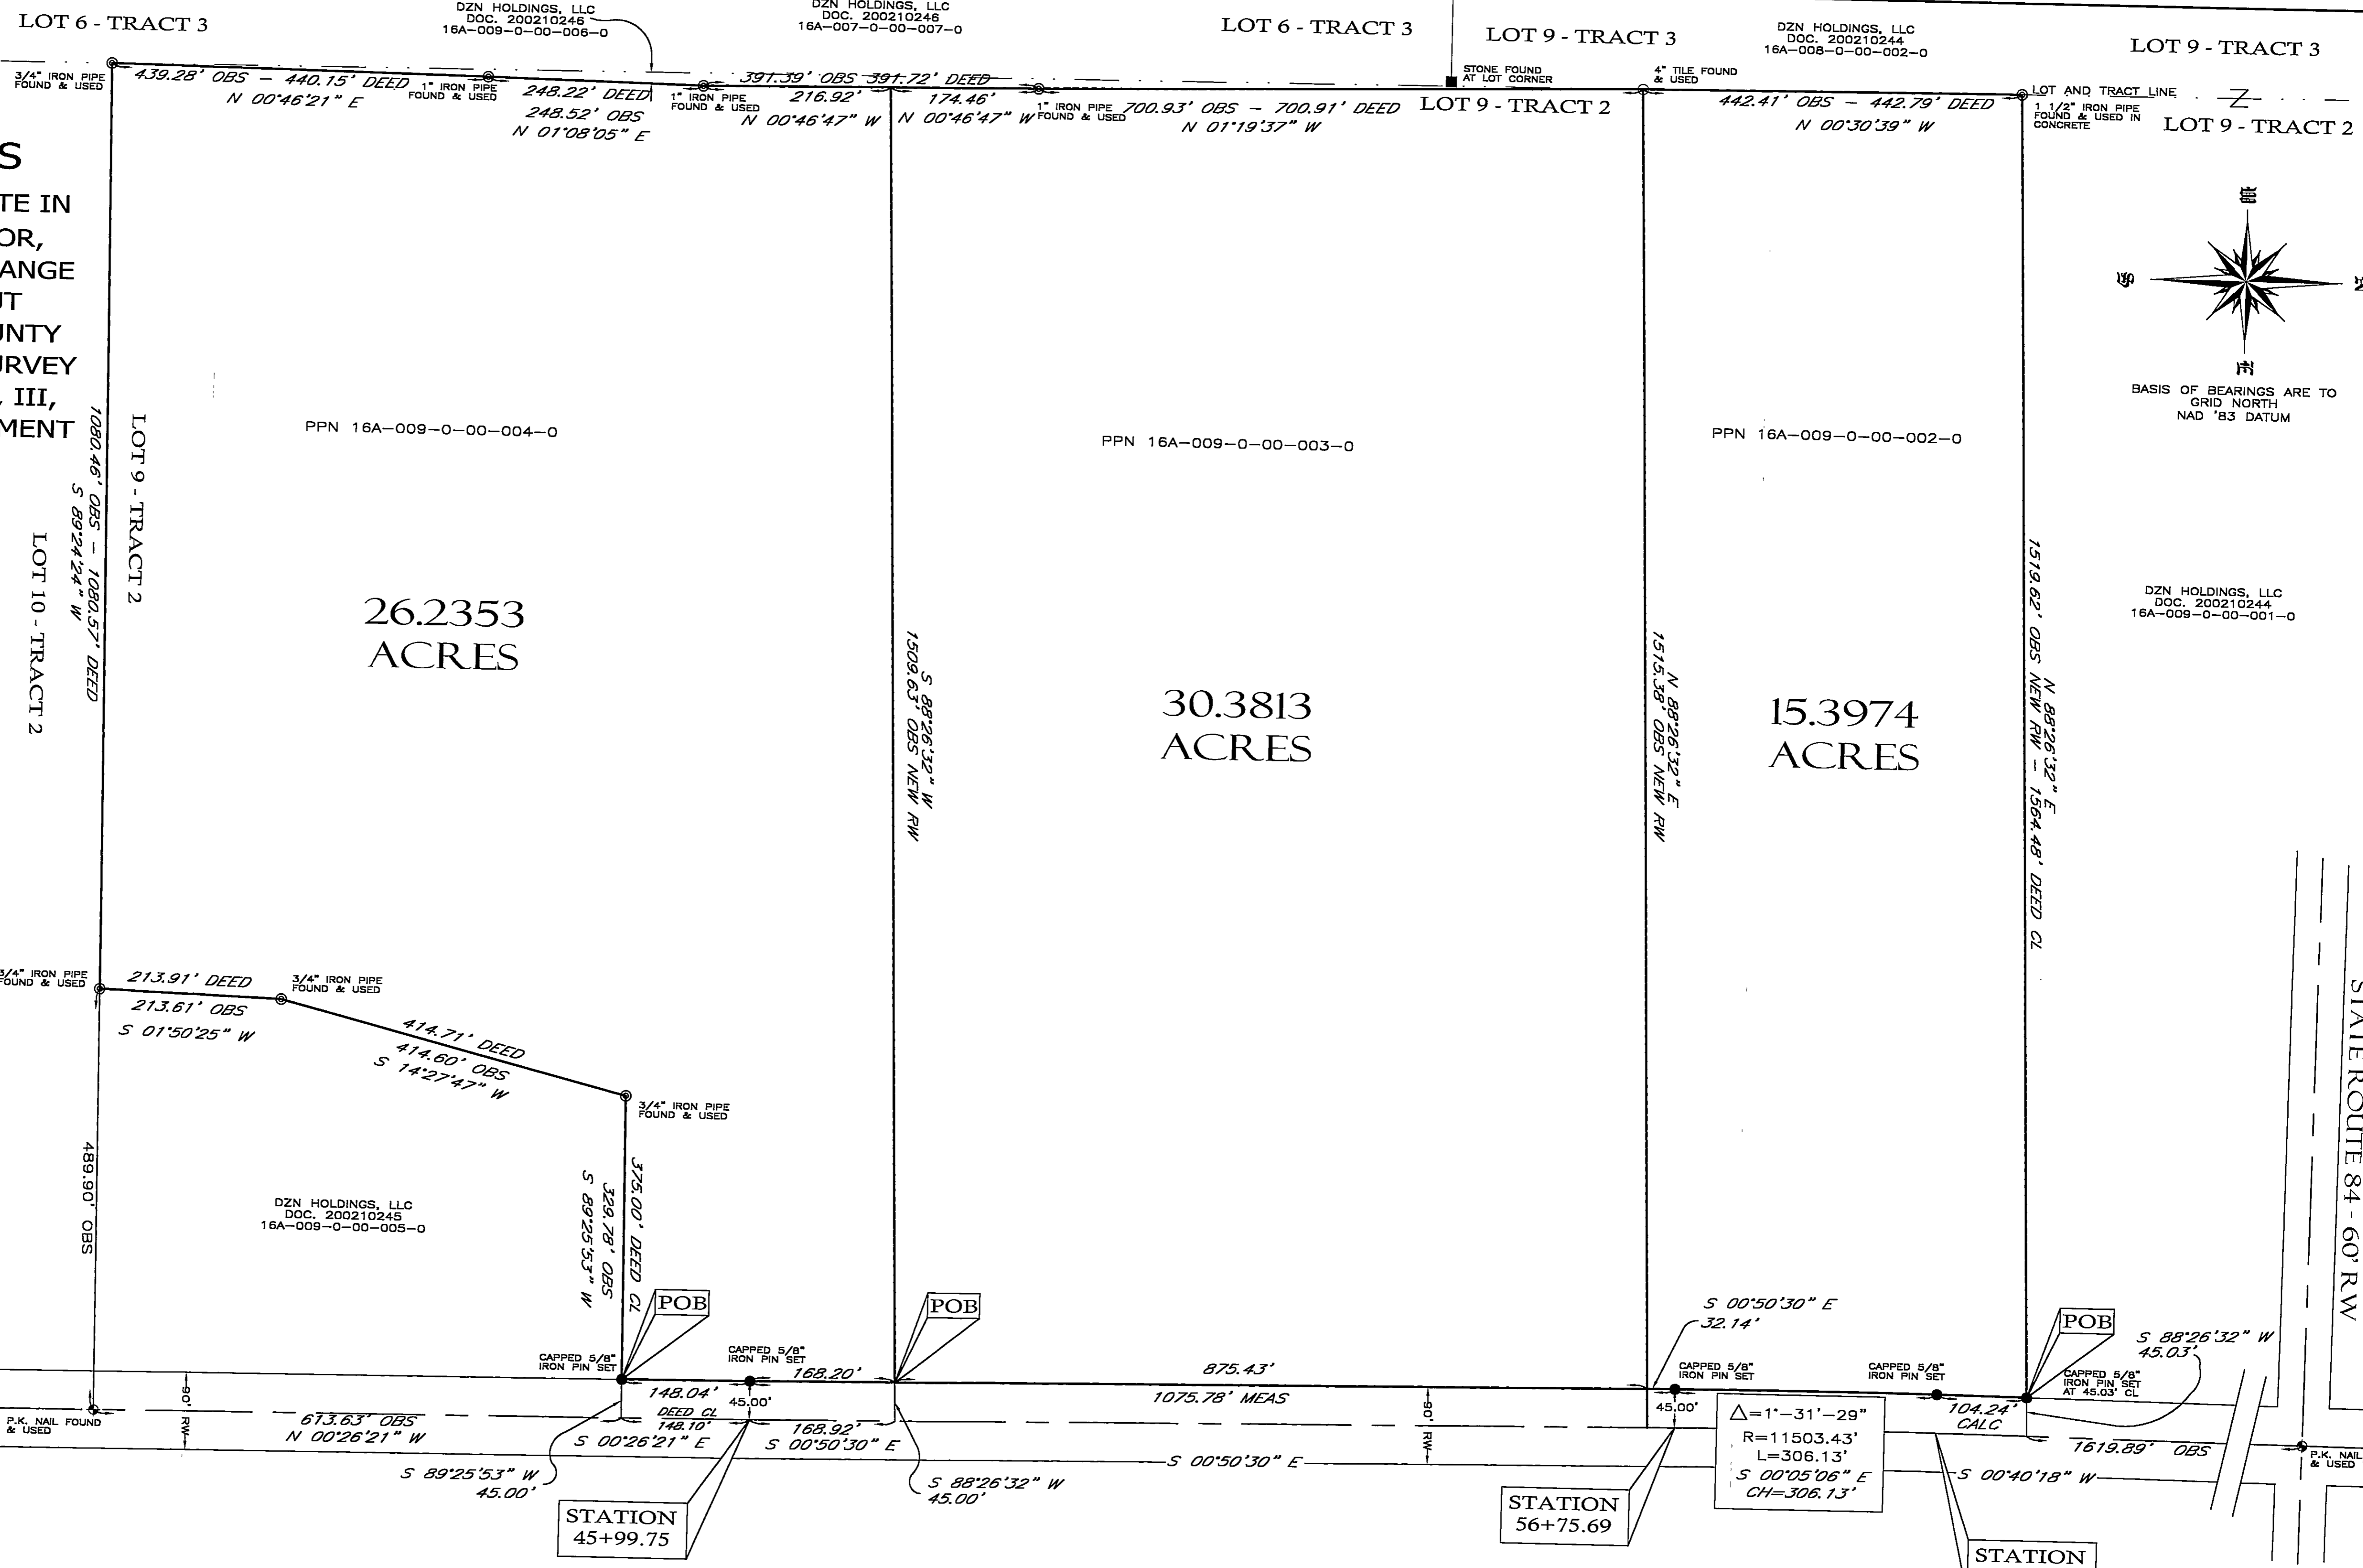 LOT 6 - TRACT 3
DZN HOLDINGS, LLC
DOC. 200210246
16A-009-0-00-006-0
DZN HOLDINGS, LLC
DOC. 200210246
16A-007-0-00-007-0
LOT 6 - TRACT 3
LOT 9 - TRACT 3
DZN HOLDINGS, LLC
DOC. 200210244
16A-008-0-00-002-0
LOT 9 - TRACT 3
3/4" IRON PIPE
FOUND & USED
439.28' OBS - 440.15' DEED
N 00°46'21" E
1" IRON PIPE
FOUND & USED
248.22' DEED
248.52' OBS
N 01°08'05" E
1" IRON PIPE
FOUND & USED
391.39' OBS 391.72' DEED
216.92'
N 00°46'47" W
174.46'
N 00°46'47" W
1" IRON PIPE
FOUND & USED
700.93' OBS - 700.91' DEED
N 01°19'37" W
STONE FOUND
AT LOT CORNER
LOT 9 - TRACT 2
4" TILE FOUND
& USED
442.41' OBS - 442.79' DEED
N 00°30'39" W
LOT AND TRACT LINE
1 1/2" IRON PIPE
FOUND & USED IN
CONCRETE
LOT 9 - TRACT 2
S
TE IN
OR,
ANGE
UT
UNTY
URVEY
, III,
MENT
W
S
N
E
BASIS OF BEARINGS ARE TO
GRID NORTH
NAD '83 DATUM
LOT 9 - TRACT 2
1080.46' OBS - 1080.57' DEED
S 89°24'24" W
LOT 10 - TRACT 2
PPN 16A-009-0-00-004-0
26.2353
ACRES
S 88°26'32" W
1509.63' OBS NEW RW
PPN 16A-009-0-00-003-0
30.3813
ACRES
N 88°26'32" E
1515.38' OBS NEW RW
PPN 16A-009-0-00-002-0
15.3974
ACRES
N 88°26'32" E
1519.62' OBS NEW RW - 1564.48' DEED CL
DZN HOLDINGS, LLC
DOC. 200210244
16A-009-0-00-001-0
STATE ROUTE 84 - 60' RW
3/4" IRON PIPE
FOUND & USED
213.91' DEED
213.61' OBS
S 01°50'25" W
3/4" IRON PIPE
FOUND & USED
414.71' DEED
414.60' OBS
S 14°27'47" W
3/4" IRON PIPE
FOUND & USED
489.90' OBS
DZN HOLDINGS, LLC
DOC. 200210245
16A-009-0-00-005-0
375.00' DEED CL
329.78' OBS
S 89°25'53" W
POB
POB
POB
CAPPED 5/8"
IRON PIN SET
CAPPED 5/8"
IRON PIN SET
168.20'
875.43'
S 00°50'30" E
32.14'
CAPPED 5/8"
IRON PIN SET
CAPPED 5/8"
IRON PIN SET
S 88°26'32" W
45.03'
CAPPED 5/8"
IRON PIN SET
AT 45.03' CL
P.K. NAIL FOUND
& USED
90' RW
613.63' OBS
N 00°26'21" W
148.04'
DEED CL
148.10'
S 00°26'21" E
45.00'
168.92'
S 00°50'30" E
1075.78' MEAS
90' RW
S 00°50'30" E
45.00'
Δ=1°-31'-29"
R=11503.43'
L=306.13'
S 00°05'06" E
CH=306.13'
104.24'
CALC
1619.89' OBS
S 00°40'18" W
P.K. NAIL
& USED
S 89°25'53" W
45.00'
S 88°26'32" W
45.00'
STATION
45+99.75
STATION
56+75.69
STATION